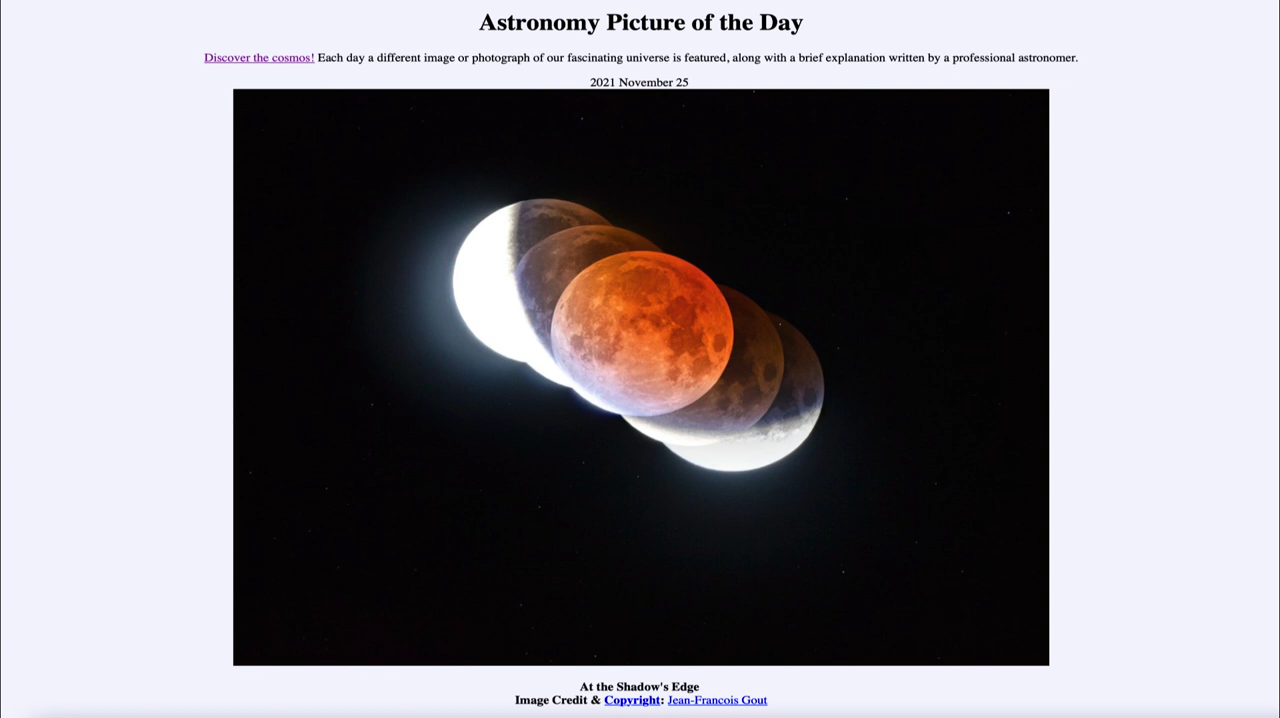 Astronomy Picture of the Day
Discover the cosmos! Each day a different image or photograph of our fascinating universe is featured, along with a brief explanation written by a professional astronomer.
2021 November 25
At the Shadow's Edge
Image Credit & Copyright: Jean-Francois Gout